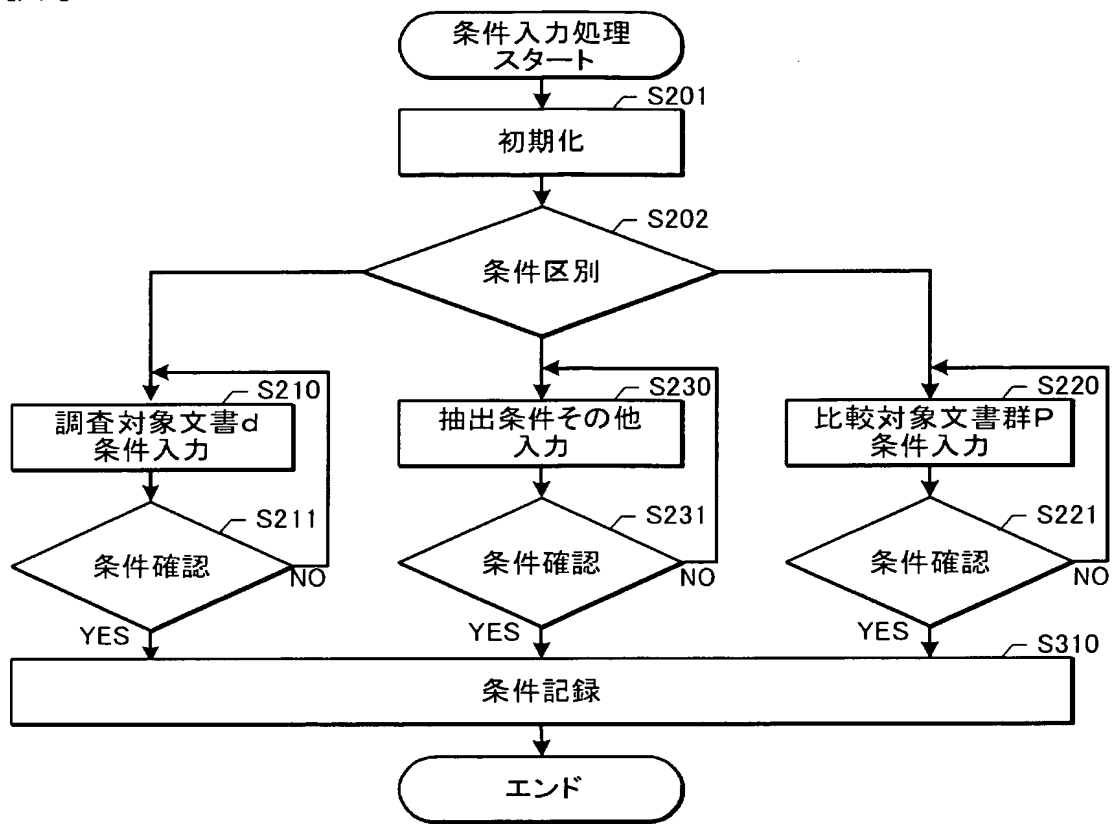 条件入力処理
スタート
S201
初期化
S202
条件区別
S210
調査対象文書d
条件入力
S230
抽出条件その他
入力
S220
比較対象文書群P
条件入力
S211
条件確認
NO
YES
S231
条件確認
NO
YES
S221
条件確認
NO
YES
S310
条件記録
エンド